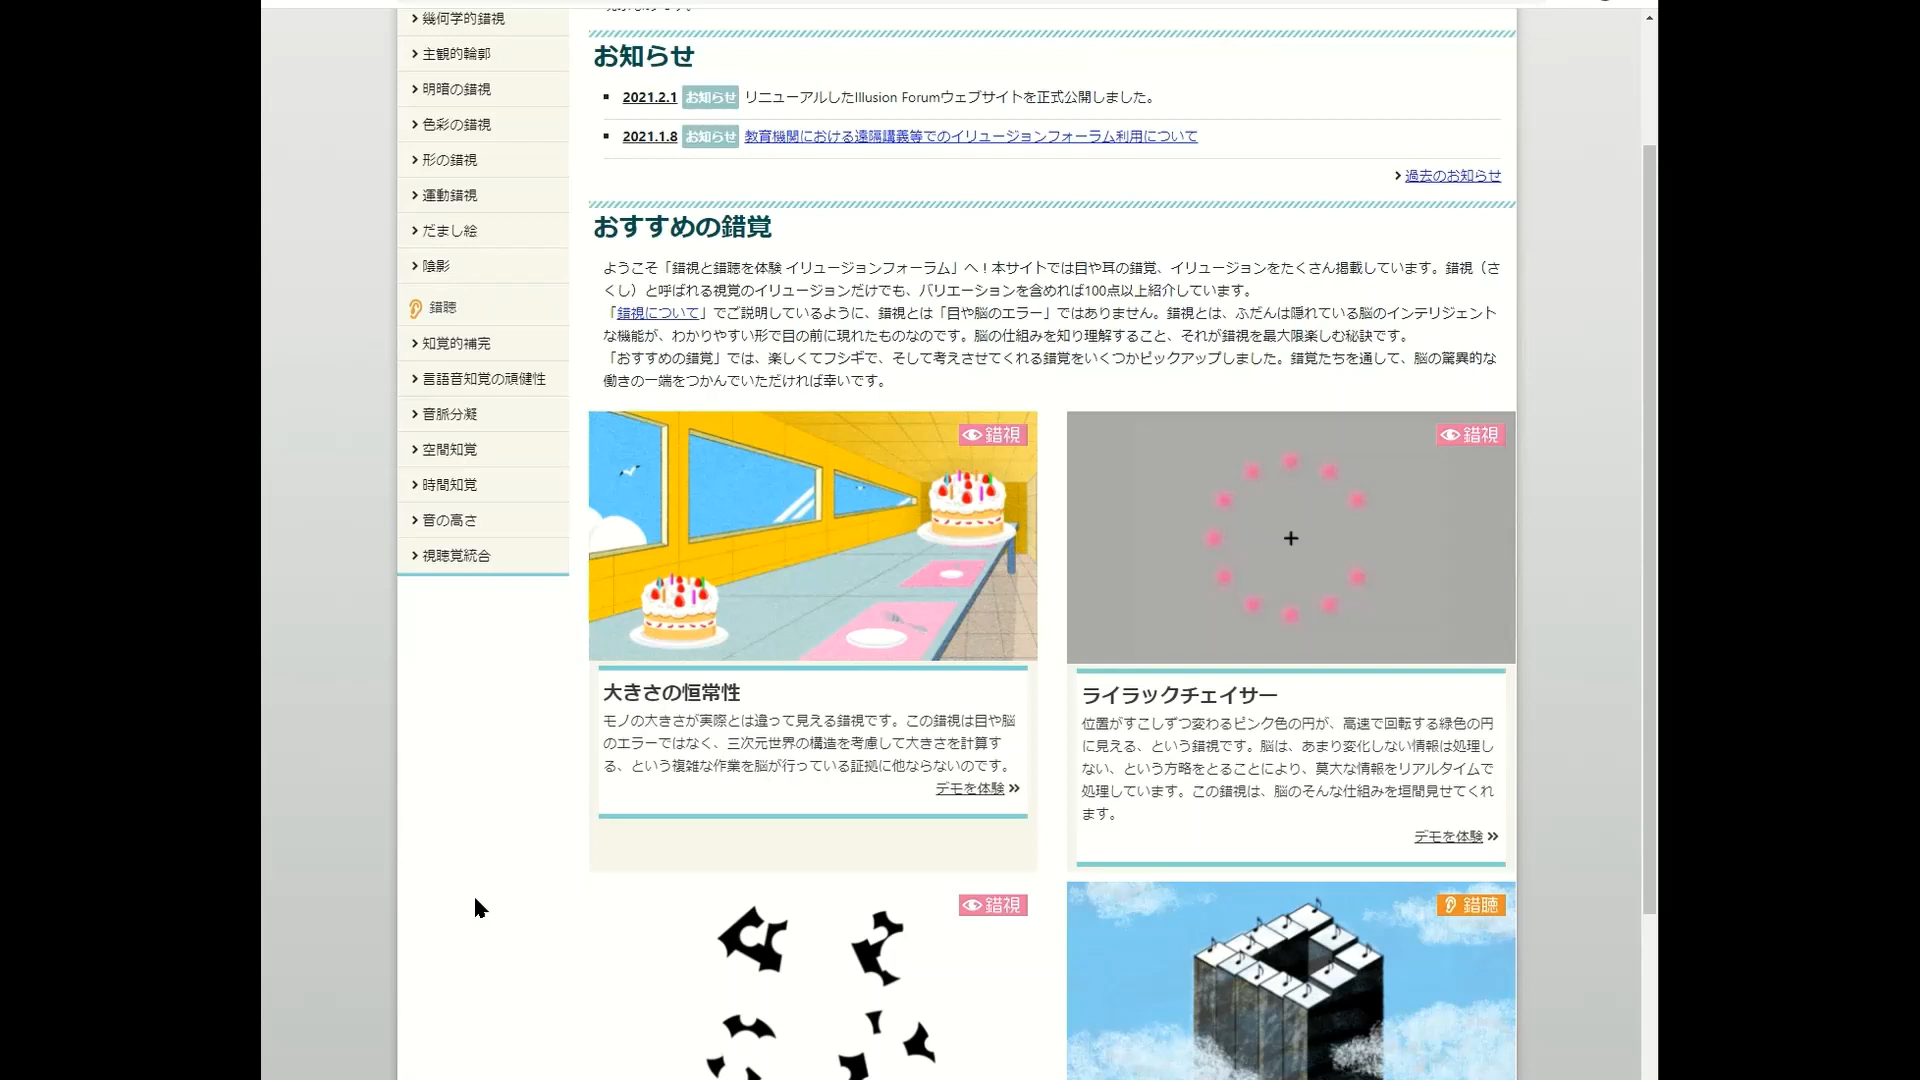 幾何学的錯視
主観的輪郭
明暗の錯視
色彩の錯視
形の錯視
運動錯視
だまし絵
陰影
錯聴
知覚的補完
言語音知覚の頑健性
音脈分凝
空間知覚
時間知覚
音の高さ
視聴覚統合
お知らせ
2021.2.1 お知らせ リニューアルしたIllusion Forumウェブサイトを正式公開しました。
2021.1.8 お知らせ 教育機関における遠隔講義等でのイリュージョンフォーラム利用について
過去のお知らせ
おすすめの錯覚
ようこそ「錯視と錯聴を体験 イリュージョンフォーラム」へ！本サイトでは目や耳の錯覚、イリュージョンをたくさん掲載しています。錯視（さ
くし）と呼ばれる視覚のイリュージョンだけでも、バリエーションを含めれば100点以上紹介しています。
「錯視について」でご説明しているように、錯視とは「目や脳のエラー」ではありません。錯視とは、ふだんは隠れている脳のインテリジェント
な機能が、わかりやすい形で目の前に現れたものなのです。脳の仕組みを知り理解すること、それが錯視を最大限楽しむ秘訣です。
「おすすめの錯覚」では、楽しくてフシギで、そして考えさせてくれる錯覚をいくつかピックアップしました。錯覚たちを通して、脳の驚異的な
働きの一端をつかんでいただければ幸いです。
錯視
大きさの恒常性
モノの大きさが実際とは違って見える錯視です。この錯視は目や脳
のエラーではなく、三次元世界の構造を考慮して大きさを計算す
る、という複雑な作業を脳が行っている証拠に他ならないのです。
デモを体験
錯視
ライラックチェイサー
位置がすこしずつ変わるピンク色の円が、高速で回転する緑色の円
に見える、という錯視です。脳は、あまり変化しない情報は処理し
ない、という方略をとることにより、莫大な情報をリアルタイムで
処理しています。この錯視は、脳のそんな仕組みを垣間見せてくれ
ます。
デモを体験
錯視
錯聴